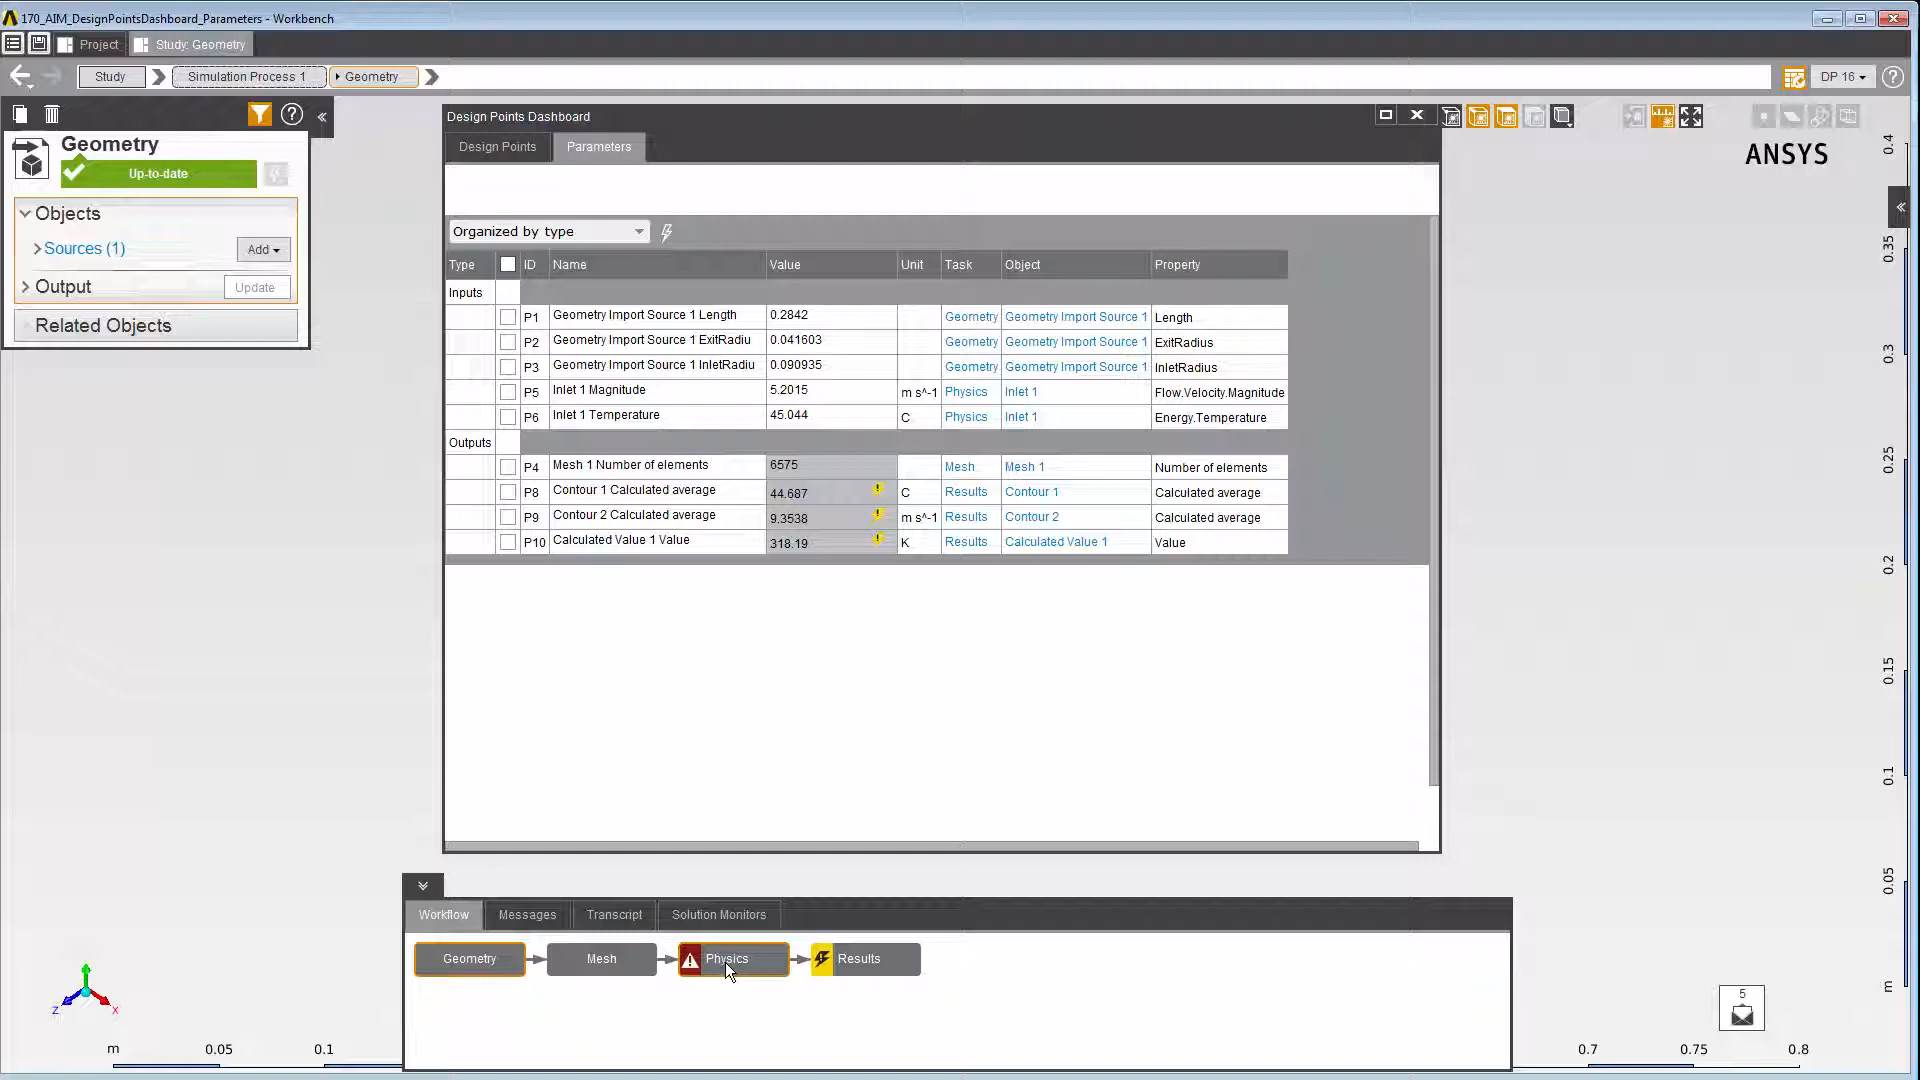 170_AIM_DesignPointsDashboard_Parameters - Workbench
Project
Study: Geometry
Study
Simulation Process 1
Geometry
DP 16
Geometry
Up-to-date
Objects
Sources (1)
Add
Output
Update
Related Objects
Design Points Dashboard
Design Points
Parameters
Organized by type
Type ID Name Value Unit Task Object Property
Inputs
P1 Geometry Import Source 1 Length 0.2842 Geometry Geometry Import Source 1 Length
P2 Geometry Import Source 1 ExitRadiu 0.041603 Geometry Geometry Import Source 1 ExitRadius
P3 Geometry Import Source 1 InletRadiu 0.090935 Geometry Geometry Import Source 1 InletRadius
P5 Inlet 1 Magnitude 5.2015 m s^-1 Physics Inlet 1 Flow.Velocity.Magnitude
P6 Inlet 1 Temperature 45.044 C Physics Inlet 1 Energy.Temperature
Outputs
P4 Mesh 1 Number of elements 6575 Mesh Mesh 1 Number of elements
P8 Contour 1 Calculated average 44.687 C Results Contour 1 Calculated average
P9 Contour 2 Calculated average 9.3538 m s^-1 Results Contour 2 Calculated average
P10 Calculated Value 1 Value 318.19 K Results Calculated Value 1 Value
ANSYS
0.4
0.35
0.3
0.25
0.2
0.15
0.1
0.05
m
Workflow
Messages
Transcript
Solution Monitors
Geometry
Mesh
Physics
Results
Z
X
5
m
0.05
0.1
0.7
0.75
0.8